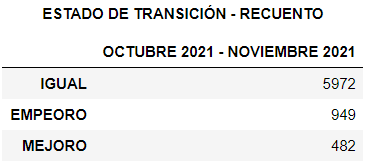 ESTADO DE TRANSICIÓN - RECUENTO
OCTUBRE 2021 - NOVIEMBRE 2021
IGUAL 5972
EMPEORO 949
MEJORO 482